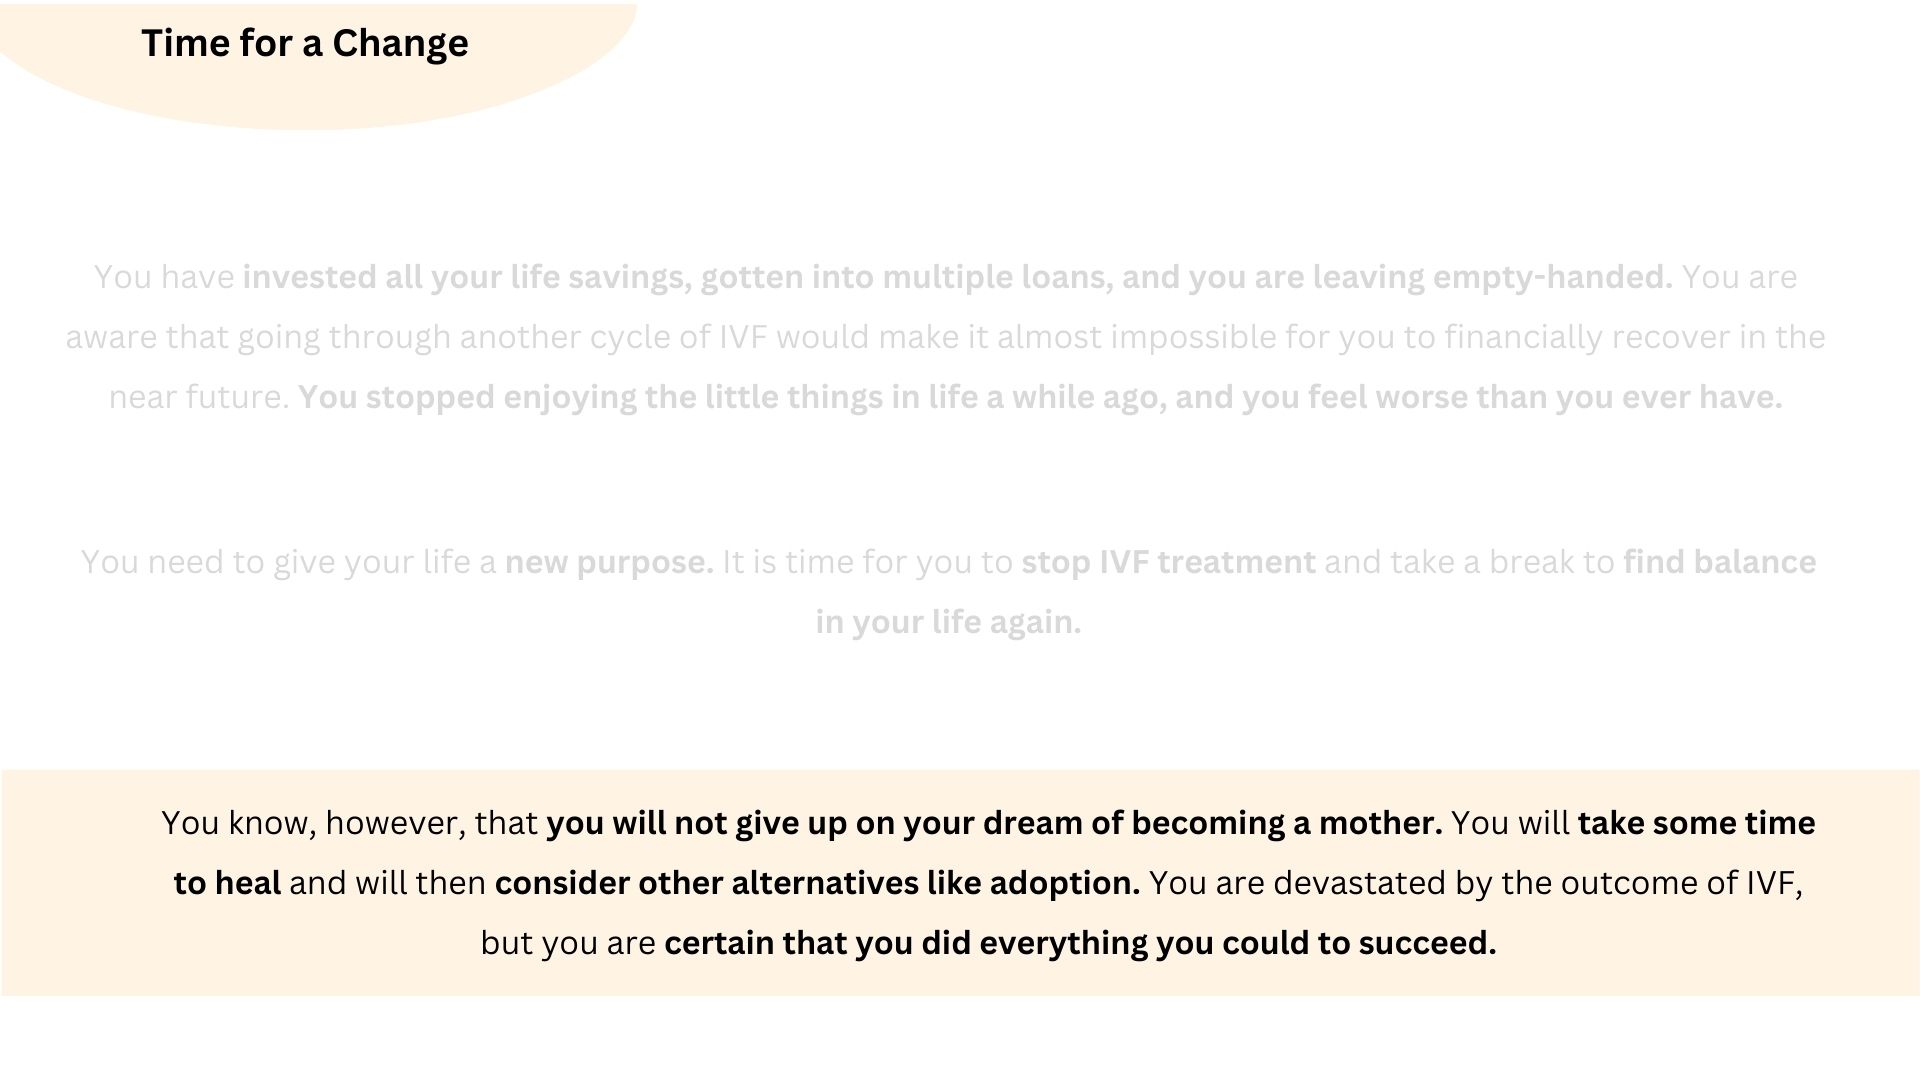 Time for a Change
You have invested all your life savings, gotten into multiple loans, and you are leaving empty-handed. You are
aware that going through another cycle of IVF would make it almost impossible for you to financially recover in the
near future. You stopped enjoying the little things in life a while ago, and you feel worse than you ever have.
You need to give your life a new purpose. It is time for you to stop IVF treatment and take a break to find balance
in your life again.
You know, however, that you will not give up on your dream of becoming a mother. You will take some time
to heal and will then consider other alternatives like adoption. You are devastated by the outcome of IVF,
but you are certain that you did everything you could to succeed.